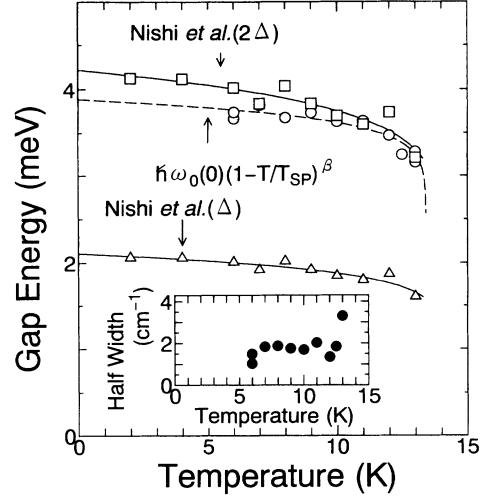 Nishi et al.(2Δ)
4
ℏω₀(0)(1−T/T_SP)^β
Nishi et al.(Δ)
Gap Energy (meV)
2
Half Width
(cm⁻¹)
4
2
0
0 5 10 15
Temperature (K)
0
0 5 10 15
Temperature (K)